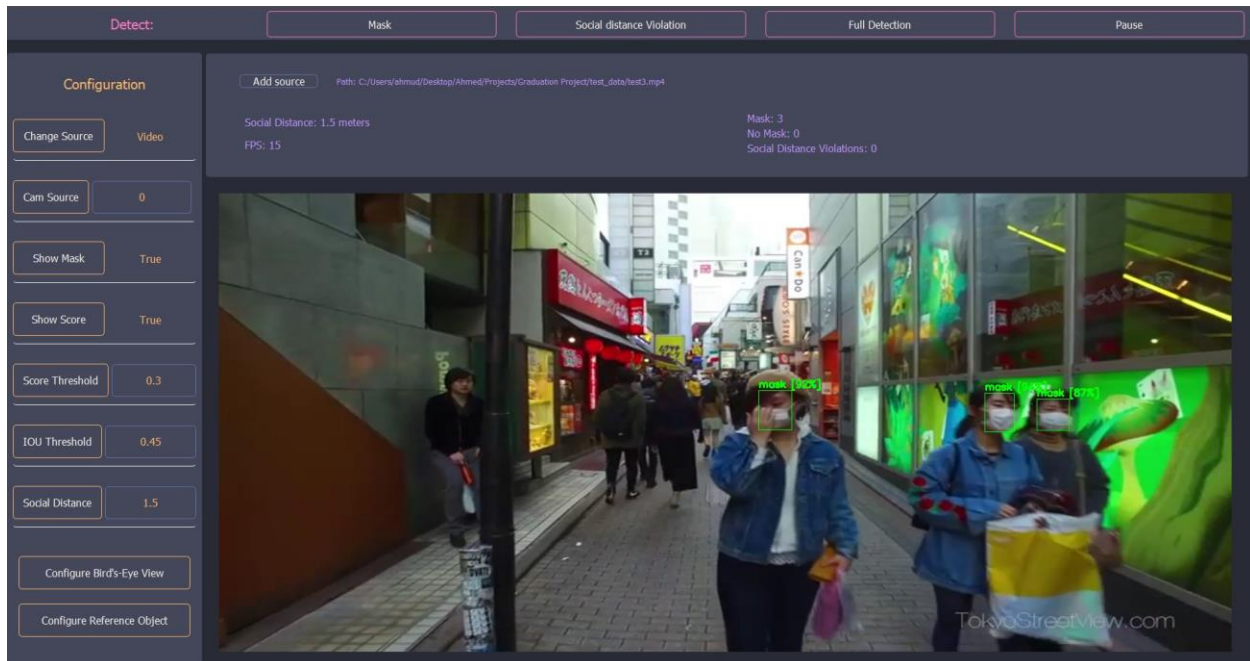 Detect:
Mask
Social distance Violation
Full Detection
Pause
Configuration
Change Source
Video
Cam Source
0
Show Mask
True
Show Score
True
Score Threshold
0.3
IOU Threshold
0.45
Social Distance
1.5
Configure Bird's-Eye View
Configure Reference Object
Add source
Path: C:/Users/ahmud/Desktop/Ahmed/Projects/Graduation Project/test_data/test3.mp4
Social Distance: 1.5 meters
FPS: 15
Mask: 3
No Mask: 0
Social Distance Violations: 0
Can★Do
mask [92%]
mask
mask [87%]
TokyoStreetView.com